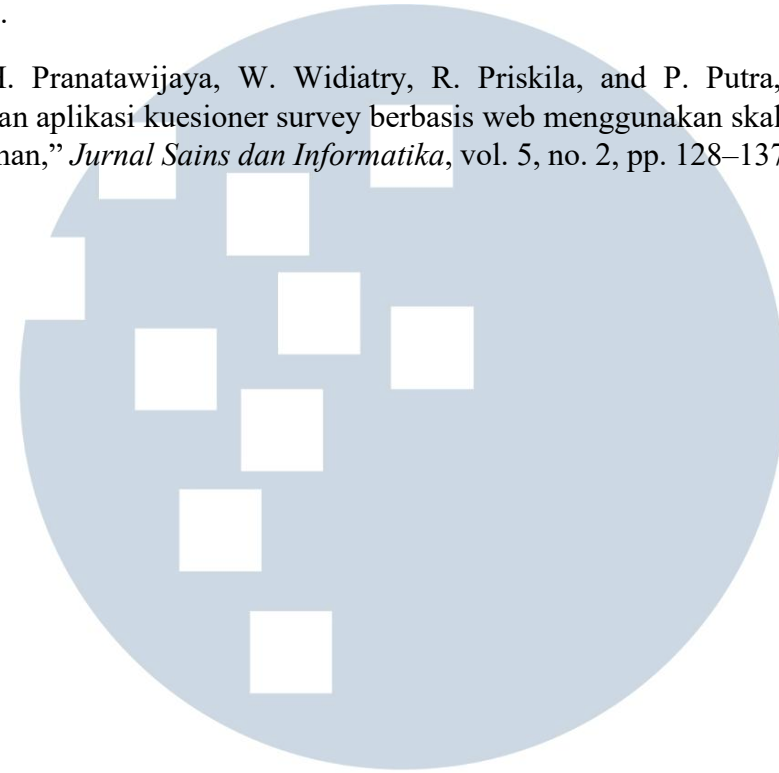 .
I. Pranatawijaya, W. Widiatry, R. Priskila, and P. Putra,
an aplikasi kuesioner survey berbasis web menggunakan skal
nan,” Jurnal Sains dan Informatika, vol. 5, no. 2, pp. 128–137